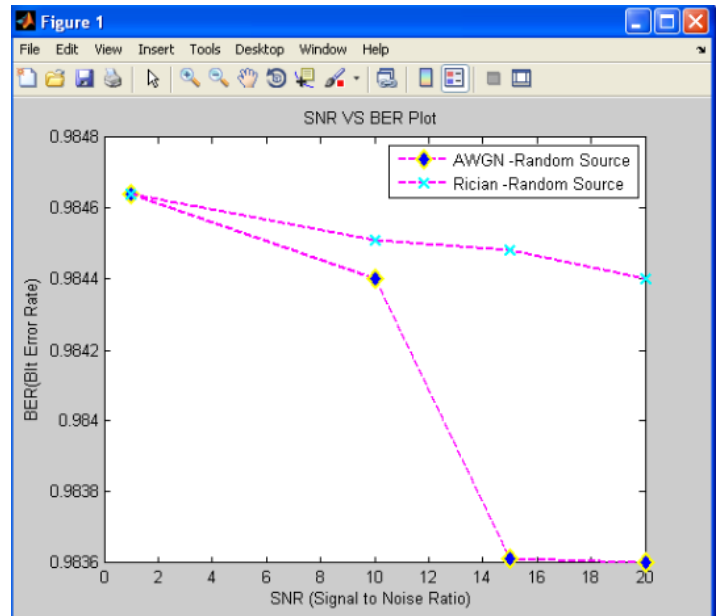 Figure 1
File Edit View Insert Tools Desktop Window Help
SNR VS BER Plot
AWGN -Random Source
Rician -Random Source
BER(BIt Error Rate)
0.9848
0.9846
0.9844
0.9842
0.984
0.9838
0.9836
0 2 4 6 8 10 12 14 16 18 20
SNR (Signal to Noise Ratio)